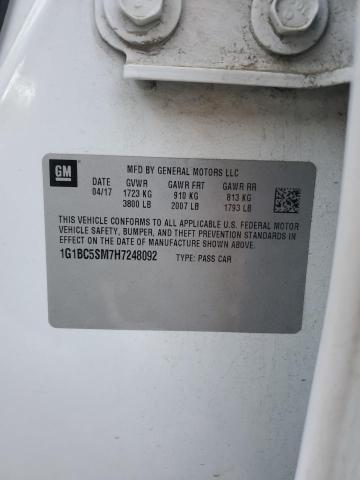 GM
MFD BY GENERAL MOTORS LLC
DATE GVWR GAWR FRT GAWR RR
04/17 1723 KG 910 KG 813 KG
3800 LB 2007 LB 1793 LB
THIS VEHICLE CONFORMS TO ALL APPLICABLE U.S. FEDERAL MOTOR
VEHICLE SAFETY, BUMPER, AND THEFT PREVENTION STANDARDS IN
EFFECT ON THE DATE OF MANUFACTURE SHOWN ABOVE.
1G1BC5SM7H7248092 TYPE: PASS CAR